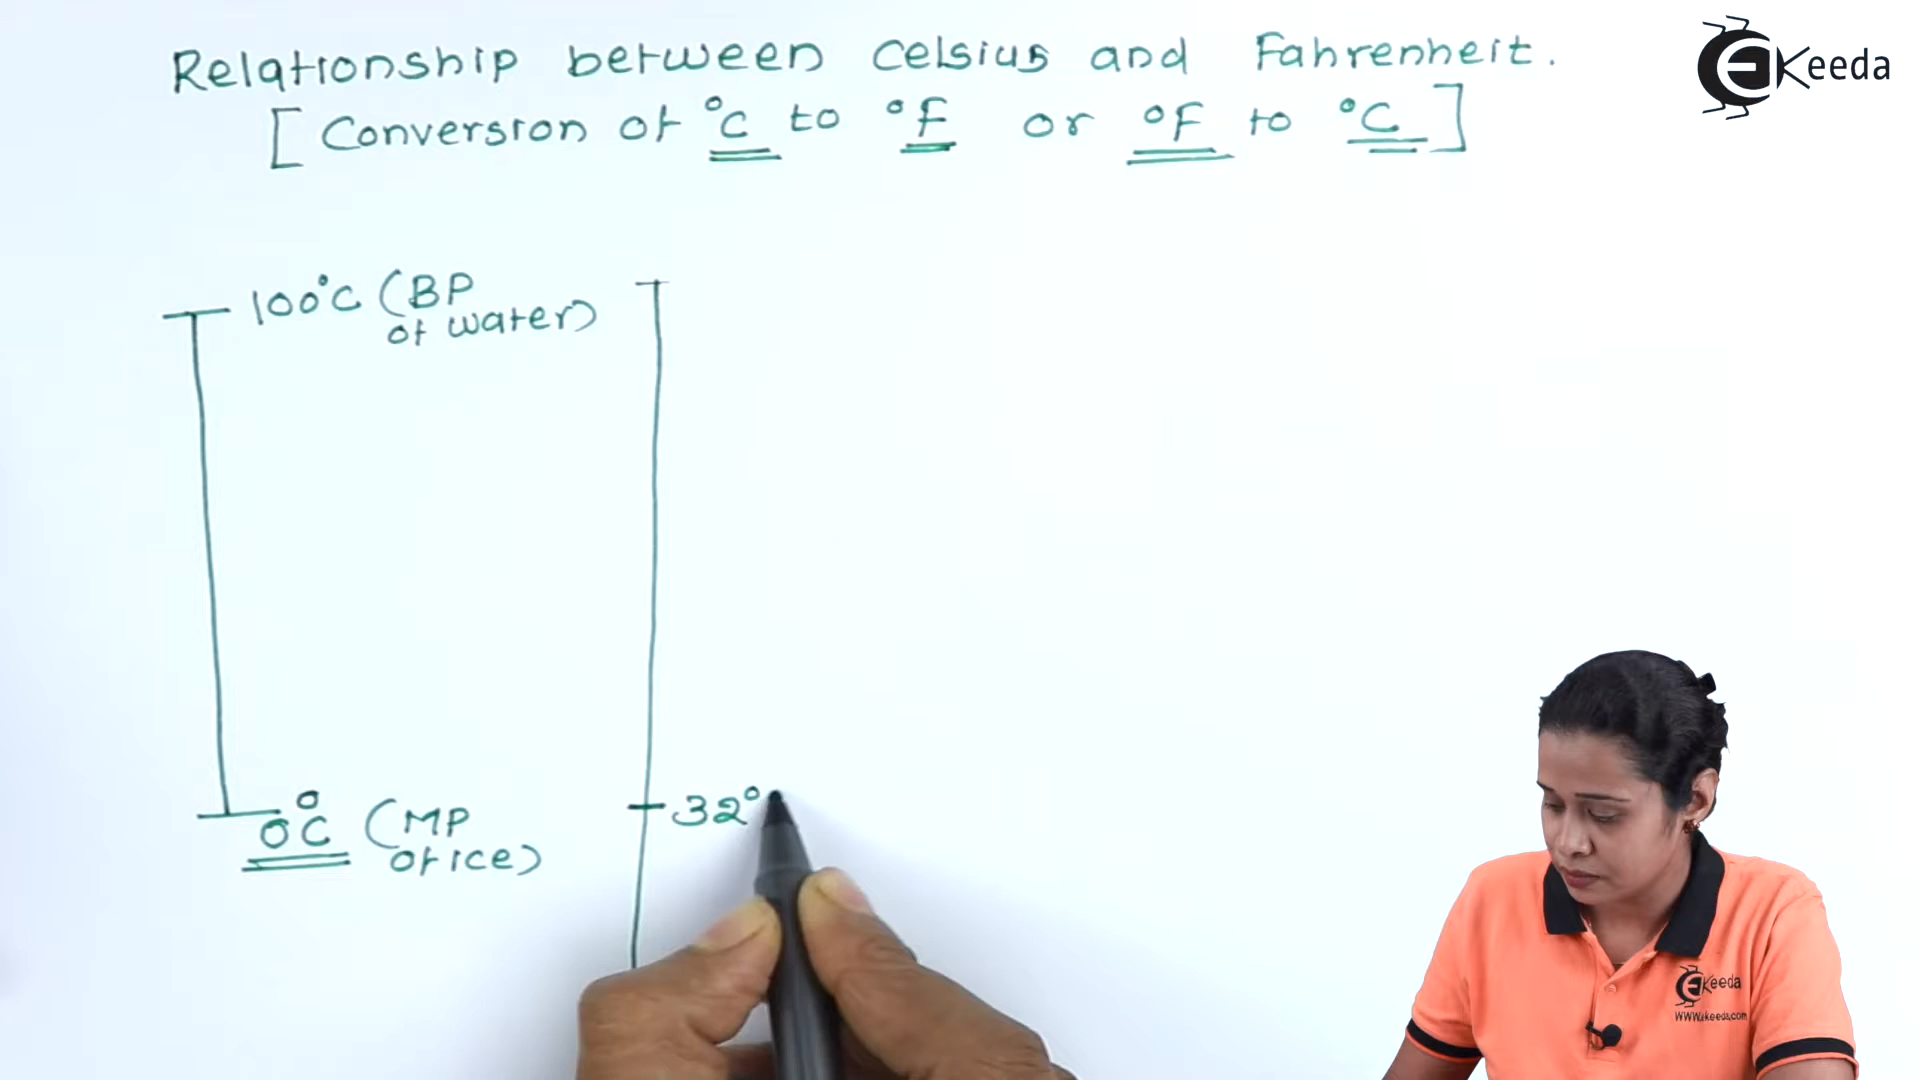 Relationship between Celsius and Fahrenheit.
[Conversion of °C to °F or °F to °C]
100°C (BP
of water)
0°C (MP
of ice)
32°
EKeeda
EKeeda
www.ekeeda.com